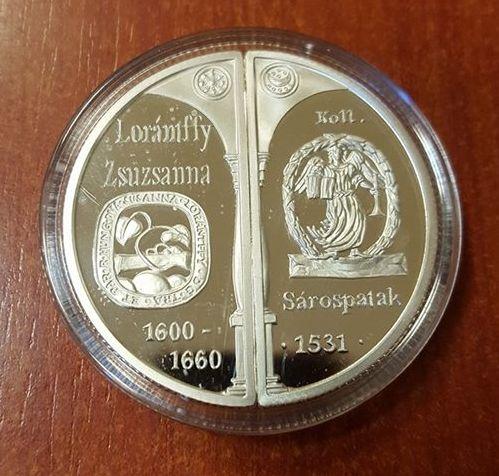 Lorántffy
Zsuzsanna
1600 -
1660
Koll.
Sárospatak
· 1531 ·